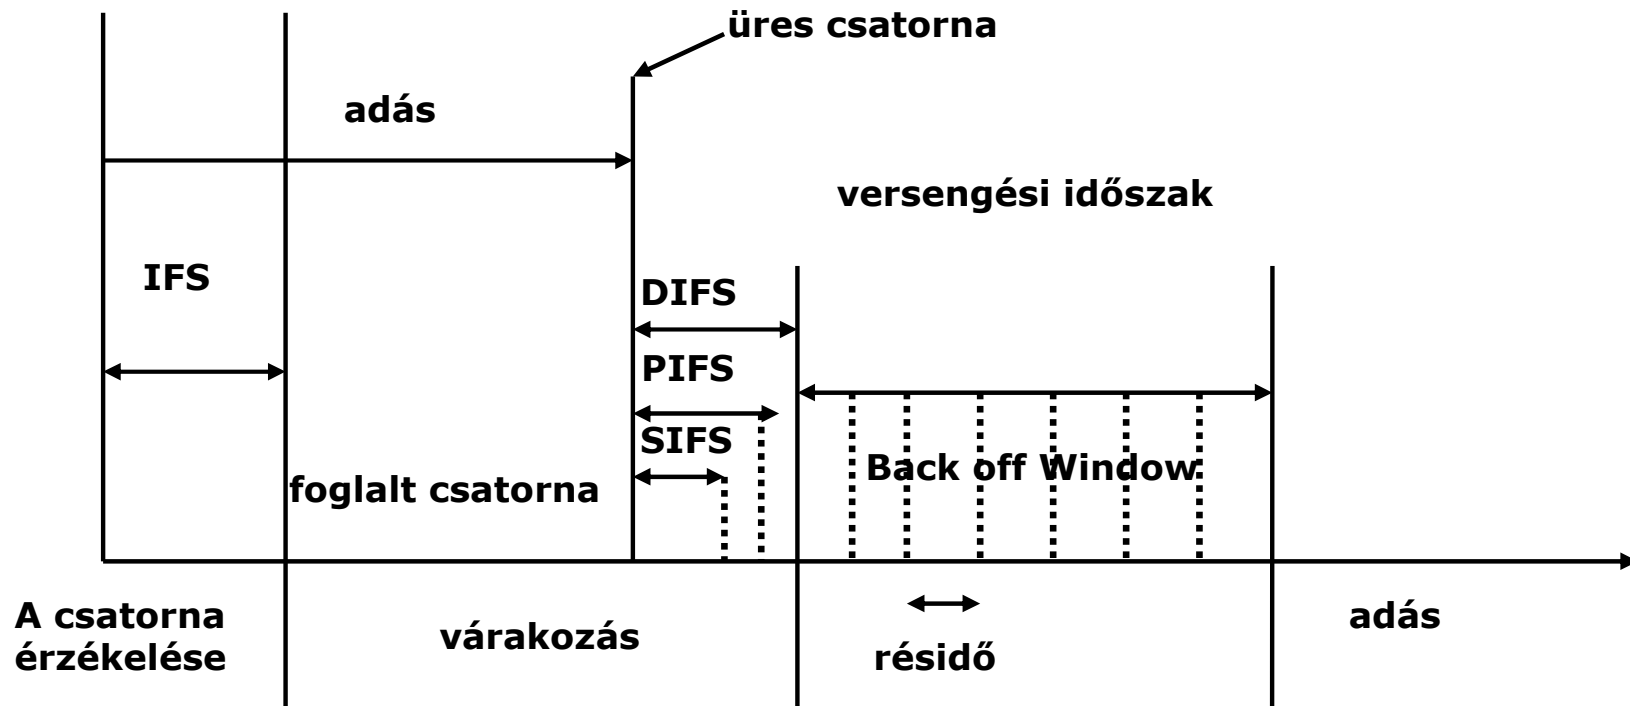 üres csatorna
adás
versengési időszak
IFS
DIFS
PIFS
SIFS
Back off Window
foglalt csatorna
A csatorna
érzékelése
várakozás
résidő
adás